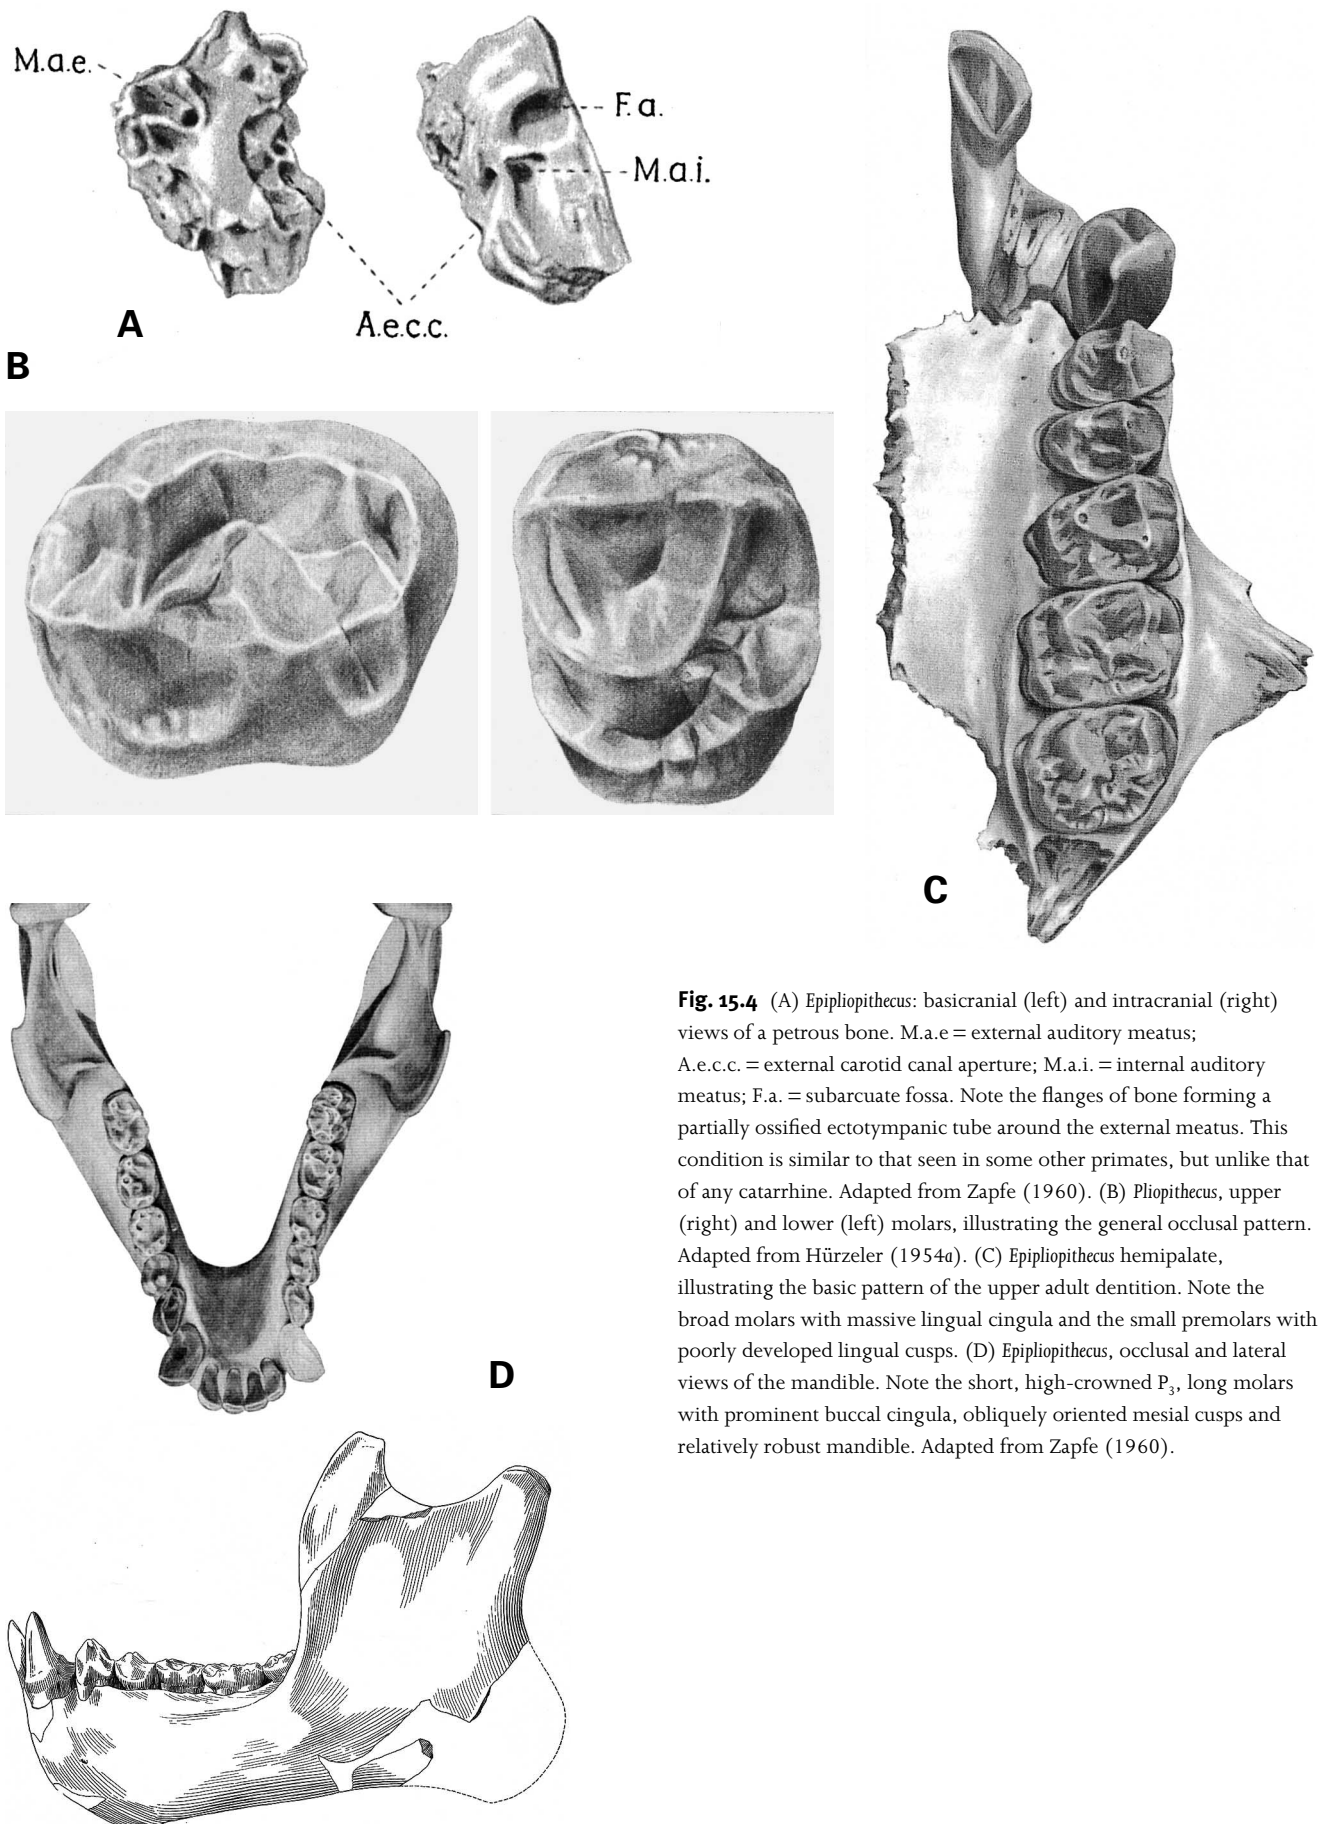 M.a.e.
F.a.
M.a.i.
A.e.c.c.
A
B
C
D
Fig. 15.4 (A) Epipliopithecus: basicranial (left) and intracranial (right)
views of a petrous bone. M.a.e = external auditory meatus;
A.e.c.c. = external carotid canal aperture; M.a.i. = internal auditory
meatus; F.a. = subarcuate fossa. Note the flanges of bone forming a
partially ossified ectotympanic tube around the external meatus. This
condition is similar to that seen in some other primates, but unlike that
of any catarrhine. Adapted from Zapfe (1960). (B) Pliopithecus, upper
(right) and lower (left) molars, illustrating the general occlusal pattern.
Adapted from Hürzeler (1954a). (C) Epipliopithecus hemipalate,
illustrating the basic pattern of the upper adult dentition. Note the
broad molars with massive lingual cingula and the small premolars with
poorly developed lingual cusps. (D) Epipliopithecus, occlusal and lateral
views of the mandible. Note the short, high-crowned P₃, long molars
with prominent buccal cingula, obliquely oriented mesial cusps and
relatively robust mandible. Adapted from Zapfe (1960).